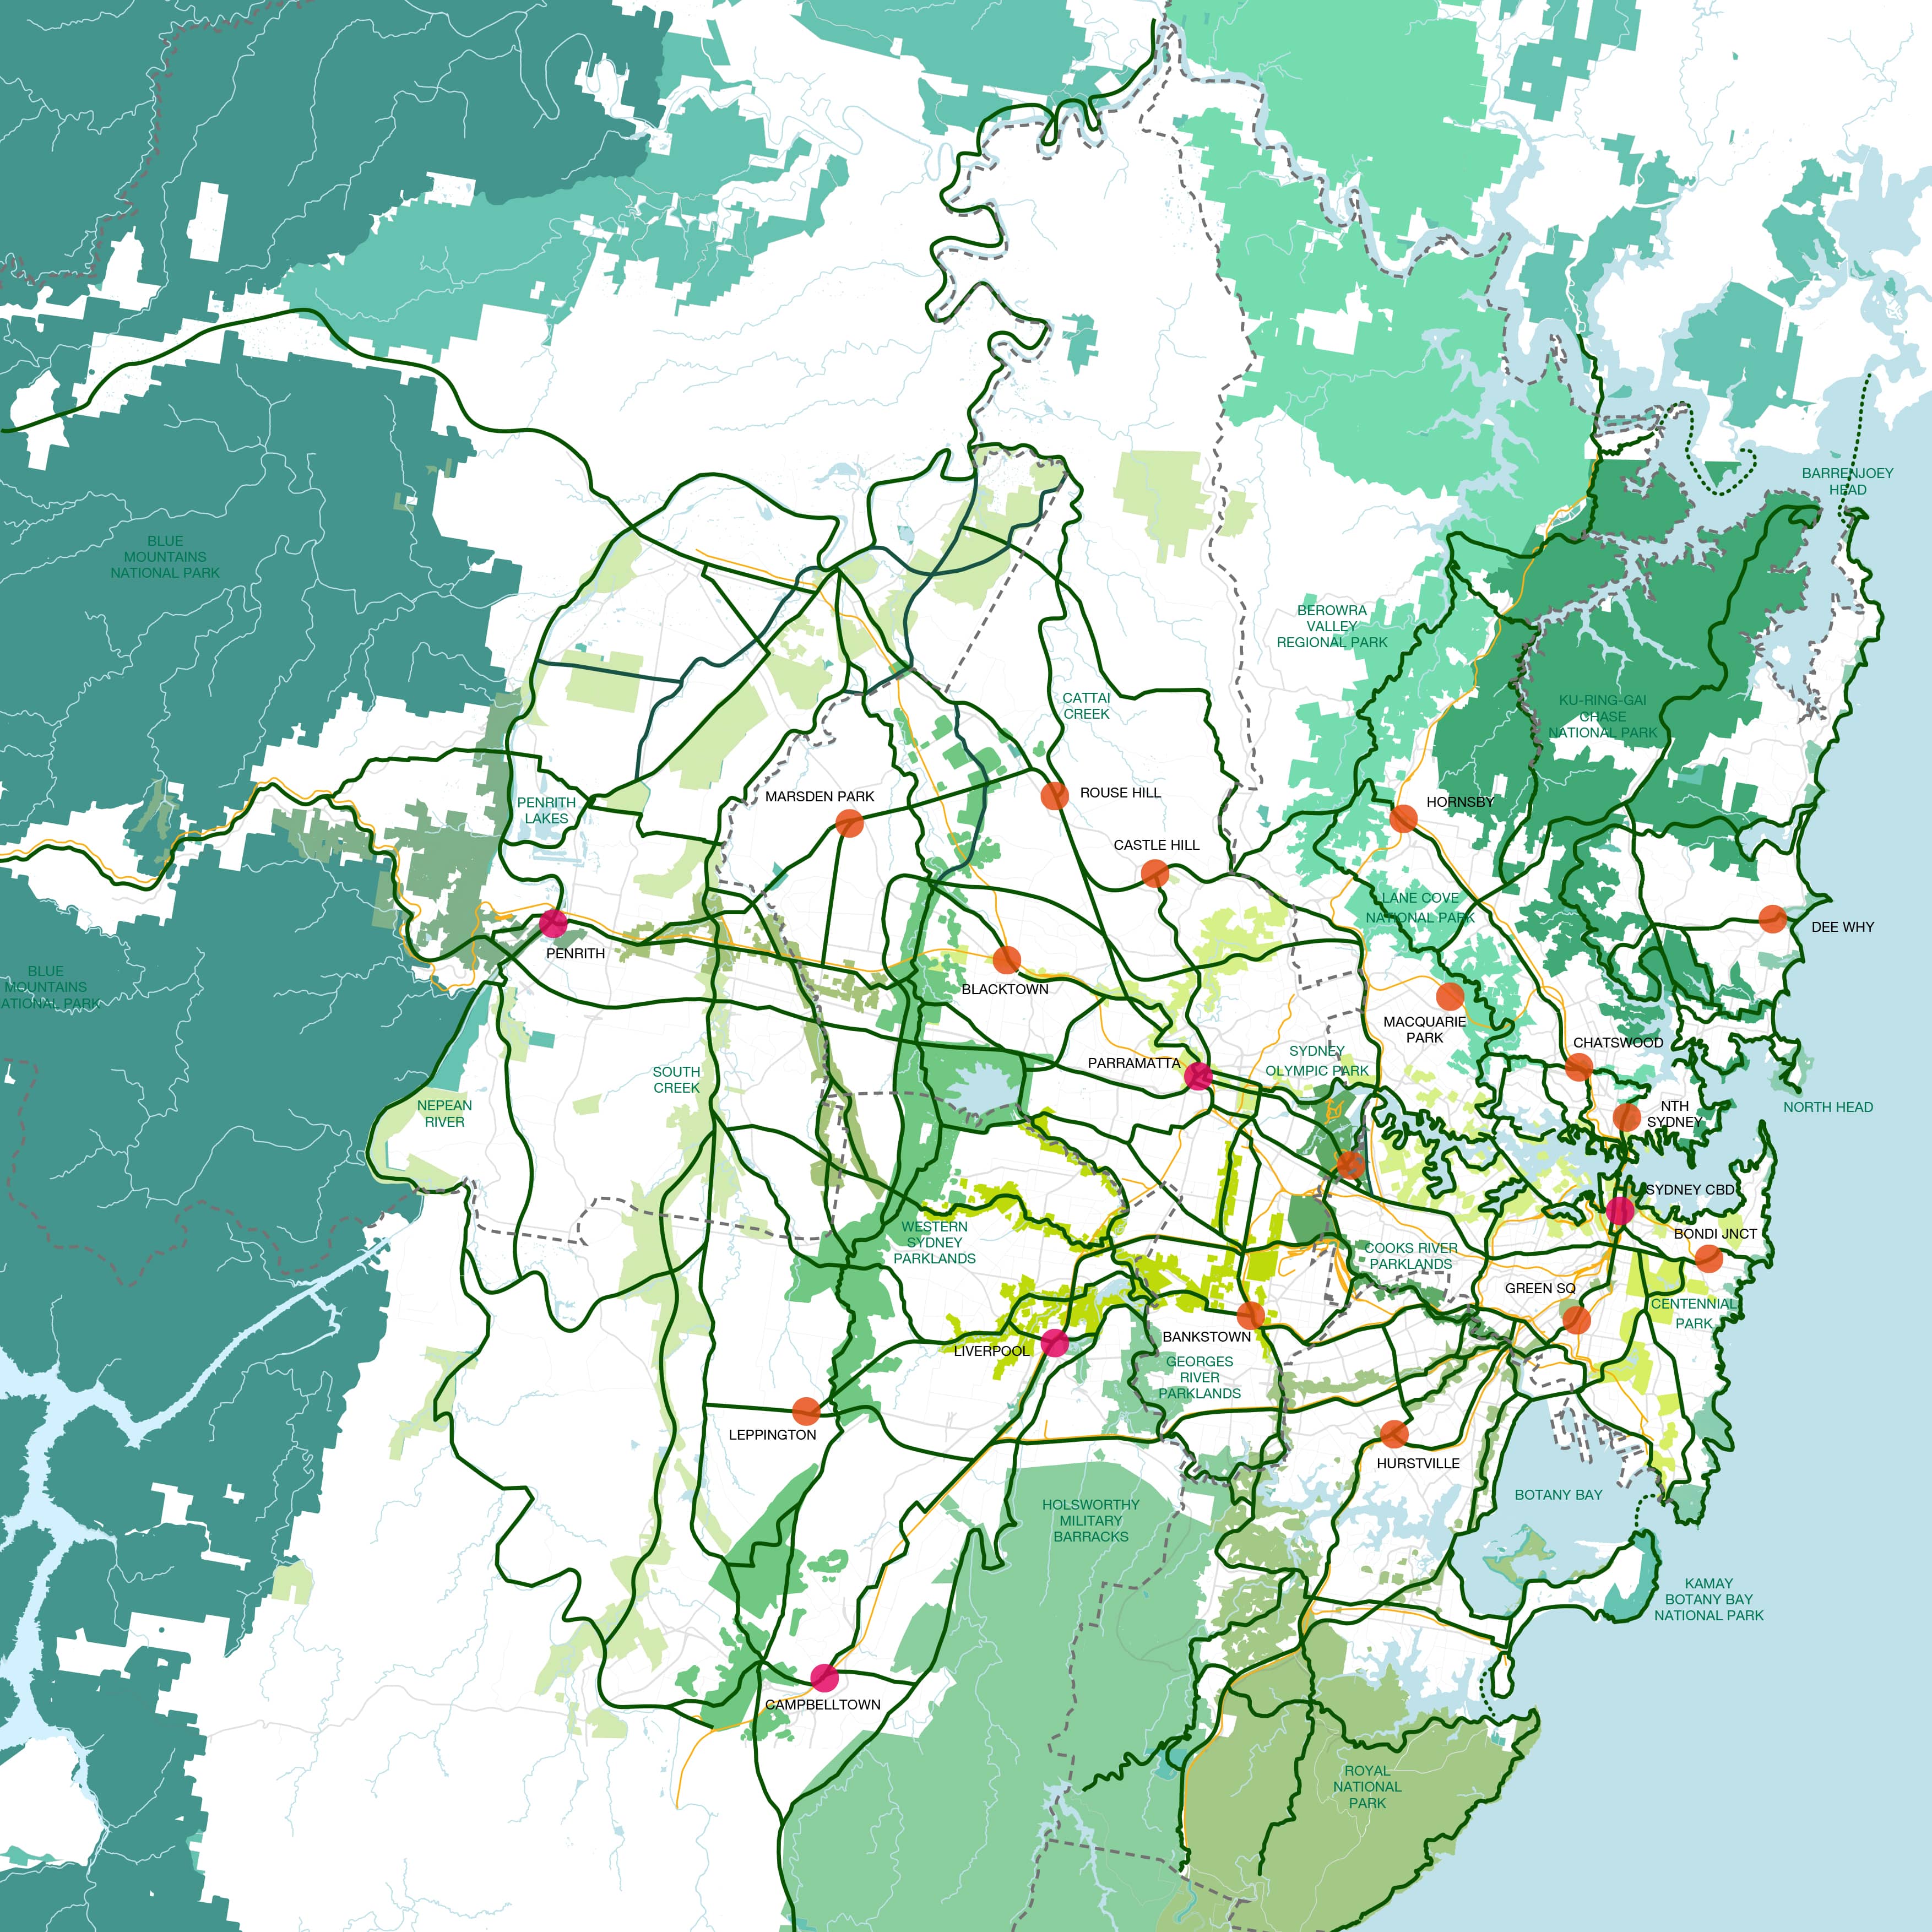 BARRENJOEY
HEAD
BLUE
MOUNTAINS
NATIONAL PARK
BEROWRA
VALLEY
REGIONAL PARK
CATTAI
CREEK
KU-RING-GAI
CHASE
NATIONAL PARK
PENRITH
LAKES
MARSDEN PARK
ROUSE HILL
HORNSBY
CASTLE HILL
LANE COVE
NATIONAL PARK
DEE WHY
PENRITH
BLUE
MOUNTAINS
ATIONAL PARK
BLACKTOWN
MACQUARIE
PARK
CHATSWOOD
SOUTH
CREEK
PARRAMATTA
SYDNEY
OLYMPIC PARK
NEPEAN
RIVER
NTH
SYDNEY
NORTH HEAD
SYDNEY CBD
WESTERN
SYDNEY
PARKLANDS
BONDI JNCT
COOKS RIVER
PARKLANDS
GREEN SQ
CENTENNIAL
PARK
LIVERPOOL
BANKSTOWN
GEORGES
RIVER
PARKLANDS
LEPPINGTON
HURSTVILLE
BOTANY BAY
HOLSWORTHY
MILITARY
BARRACKS
KAMAY
BOTANY BAY
NATIONAL PARK
CAMPBELLTOWN
ROYAL
NATIONAL
PARK